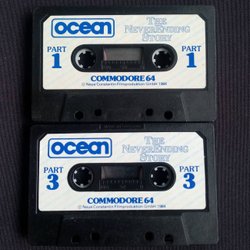 ocean
THE
NEVERENDING
STORY
PART
1
PART
1
COMMODORE 64
© Neue Constantin Filmproduktion GmbH 1984
ocean
THE
NEVERENDING
STORY
PART
3
PART
3
COMMODORE 64
© Neue Constantin Filmproduktion GmbH 1984